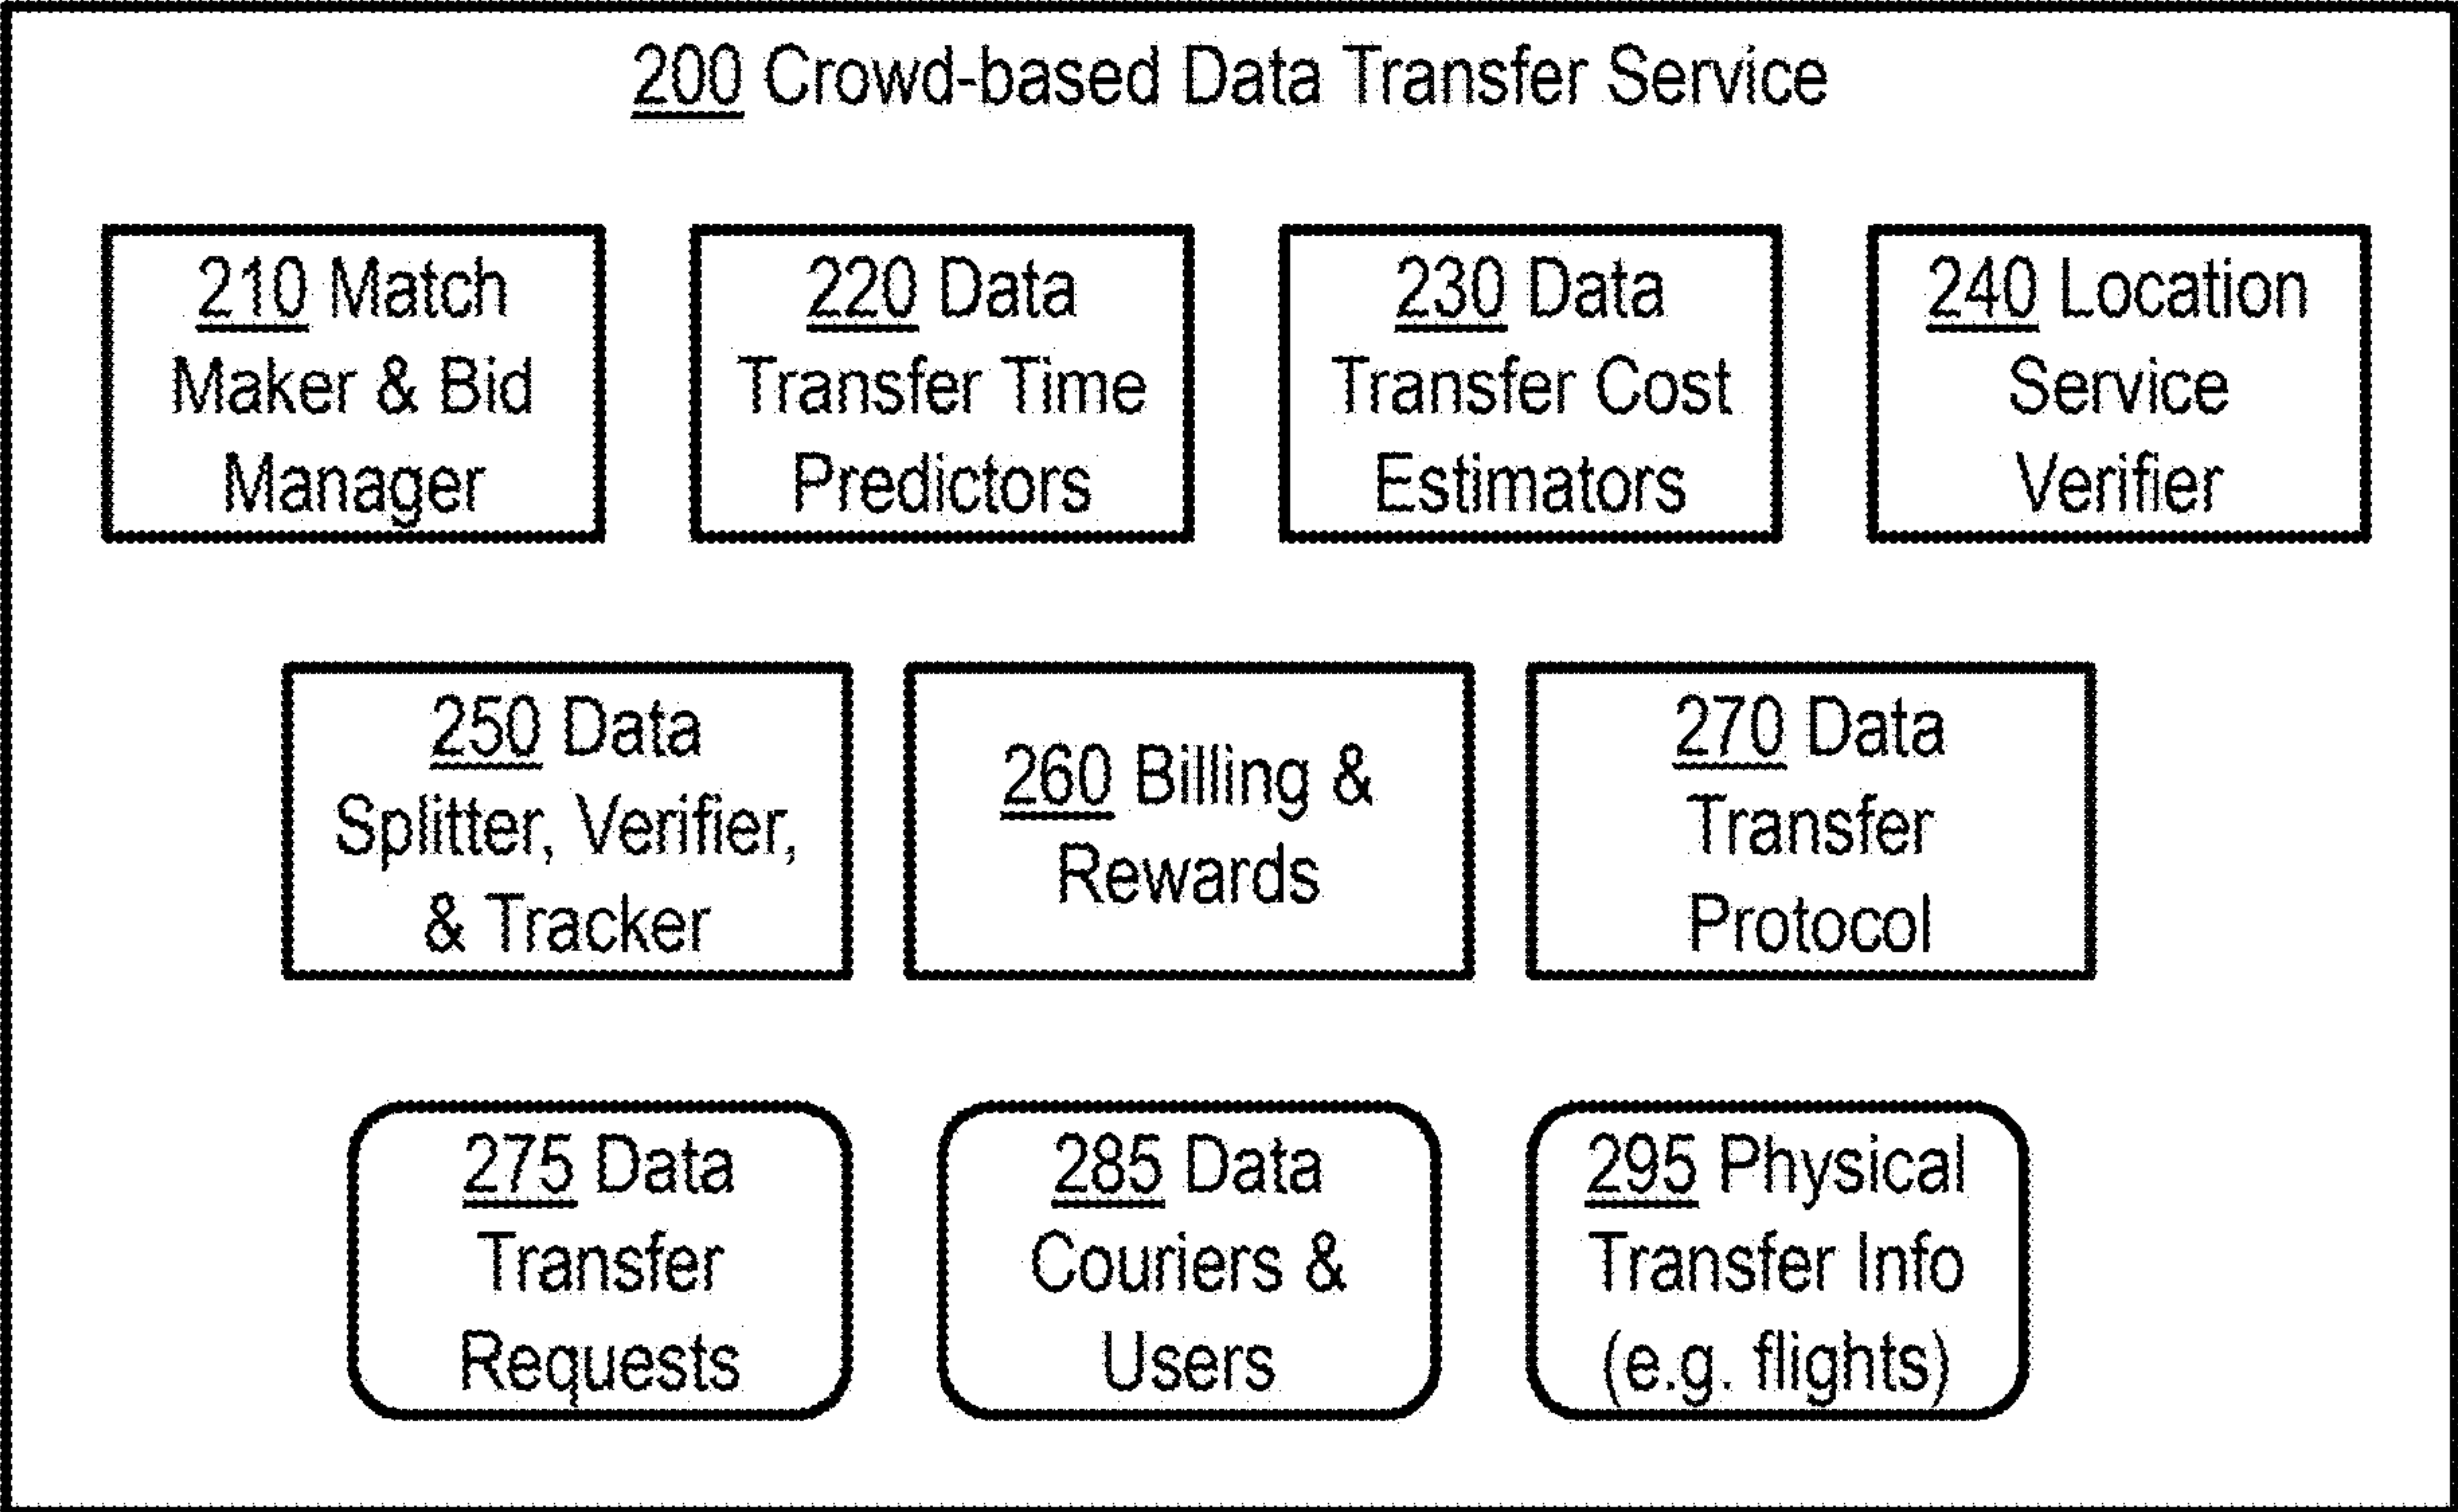 200 Crowd-based Data Transfer Service
210 Match
Maker & Bid
Manager
220 Data
Transfer Time
Predictors
230 Data
Transfer Cost
Estimators
240 Location
Service
Verifier
250 Data
Splitter, Verifier,
& Tracker
260 Billing &
Rewards
270 Data
Transfer
Protocol
275 Data
Transfer
Requests
285 Data
Couriers &
Users
295 Physical
Transfer Info
(e.g. flights)